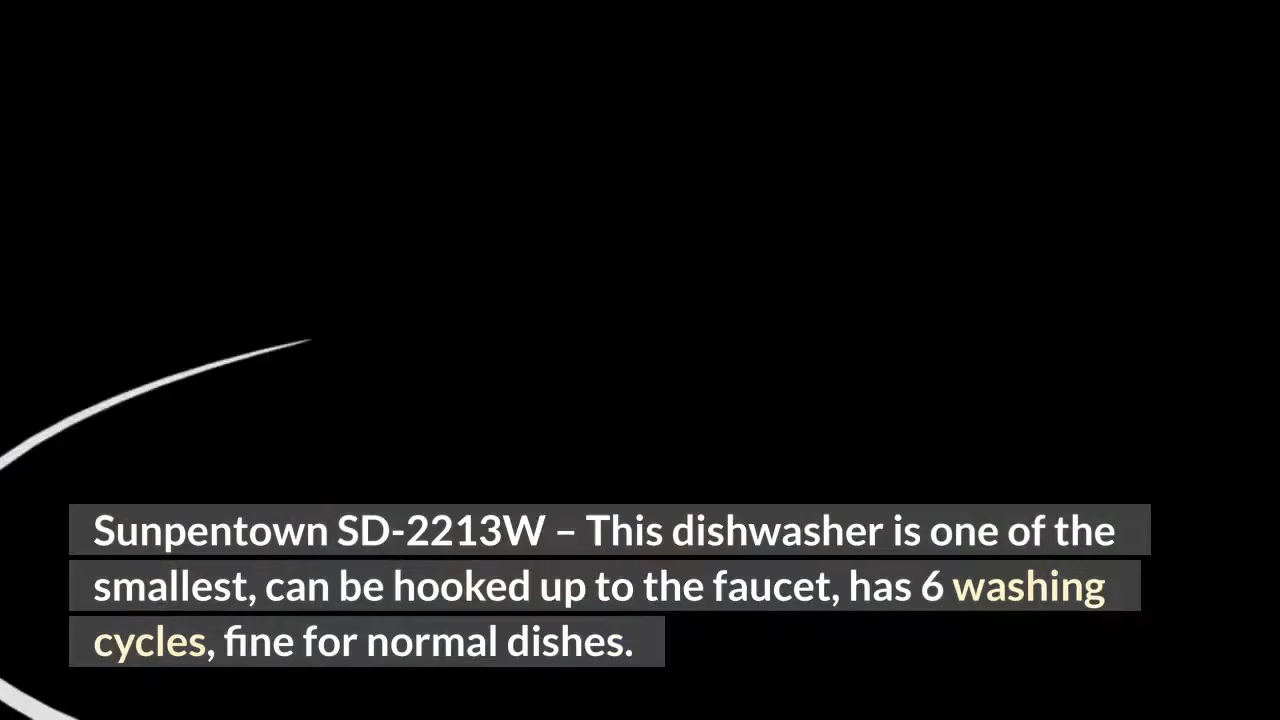 Sunpentown SD-2213W – This dishwasher is one of the
smallest, can be hooked up to the faucet, has 6 washing
cycles, fine for normal dishes.